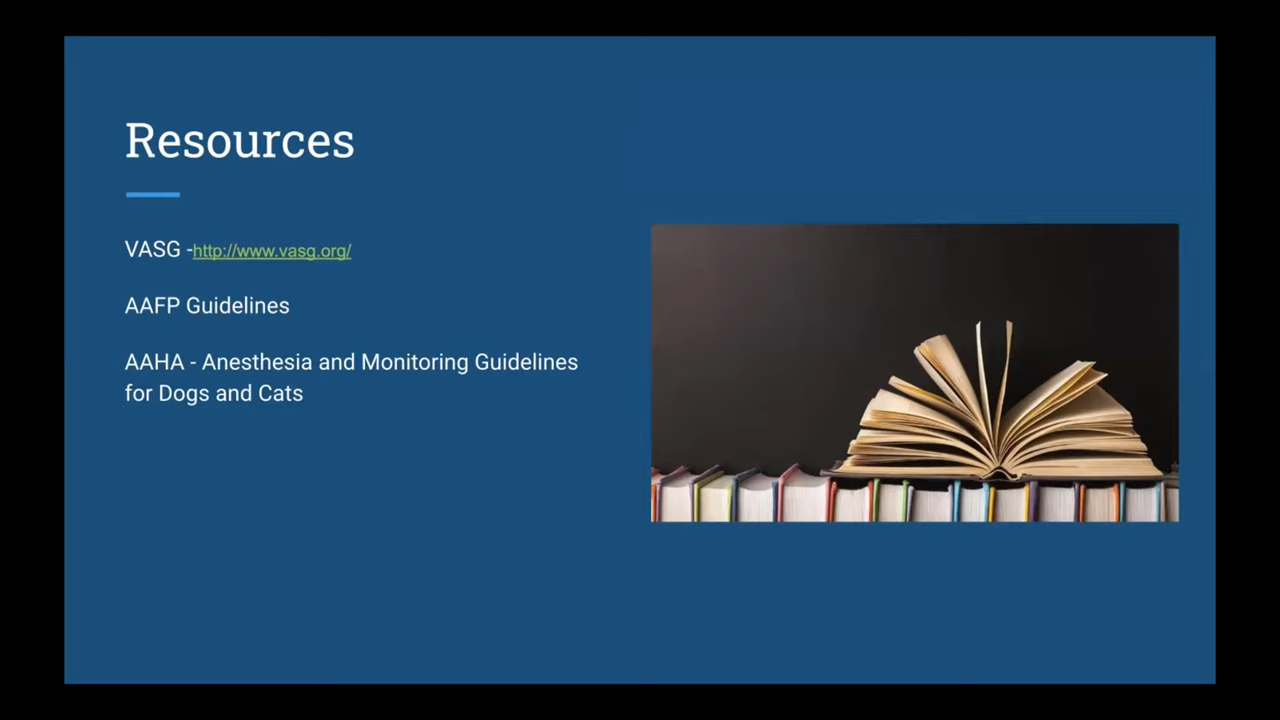 Resources
VASG -http://www.vasg.org/
AAFP Guidelines
AAHA - Anesthesia and Monitoring Guidelines
for Dogs and Cats